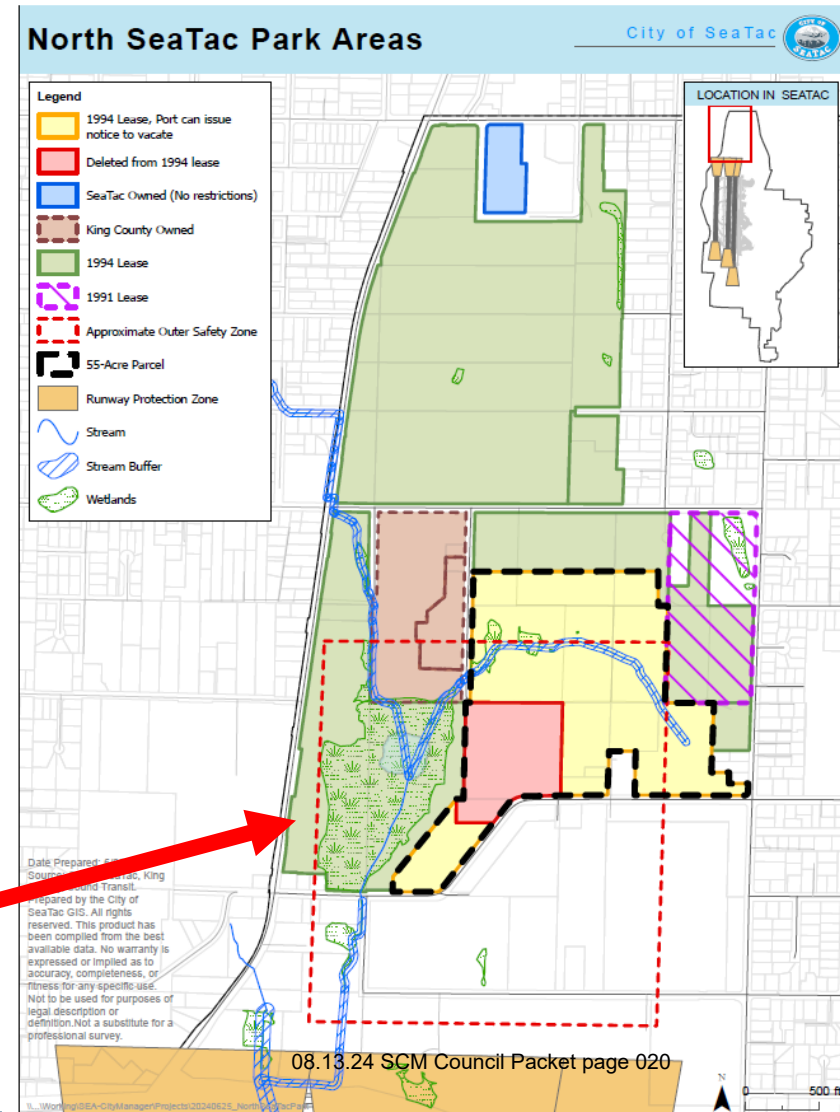 North SeaTac Park Areas
City of SeaTac
CITY OF
SEATAC
Legend
1994 Lease, Port can issue
notice to vacate
Deleted from 1994 lease
SeaTac Owned (No restrictions)
King County Owned
1994 Lease
1991 Lease
Approximate Outer Safety Zone
55-Acre Parcel
Runway Protection Zone
Stream
Stream Buffer
Wetlands
LOCATION IN SEATAC
Date Prepared:
King
Transit.
Prepared by the City of
SeaTac GIS. All rights
reserved. This product has
been compiled from the best
available data. No warranty is
expressed or implied as to
accuracy, completeness, or
fitness for any specific use.
Not to be used for purposes of
legal description or
definition.Not a substitute for a
professional survey.
08.13.24 SCM Council Packet page 020
N
0 500